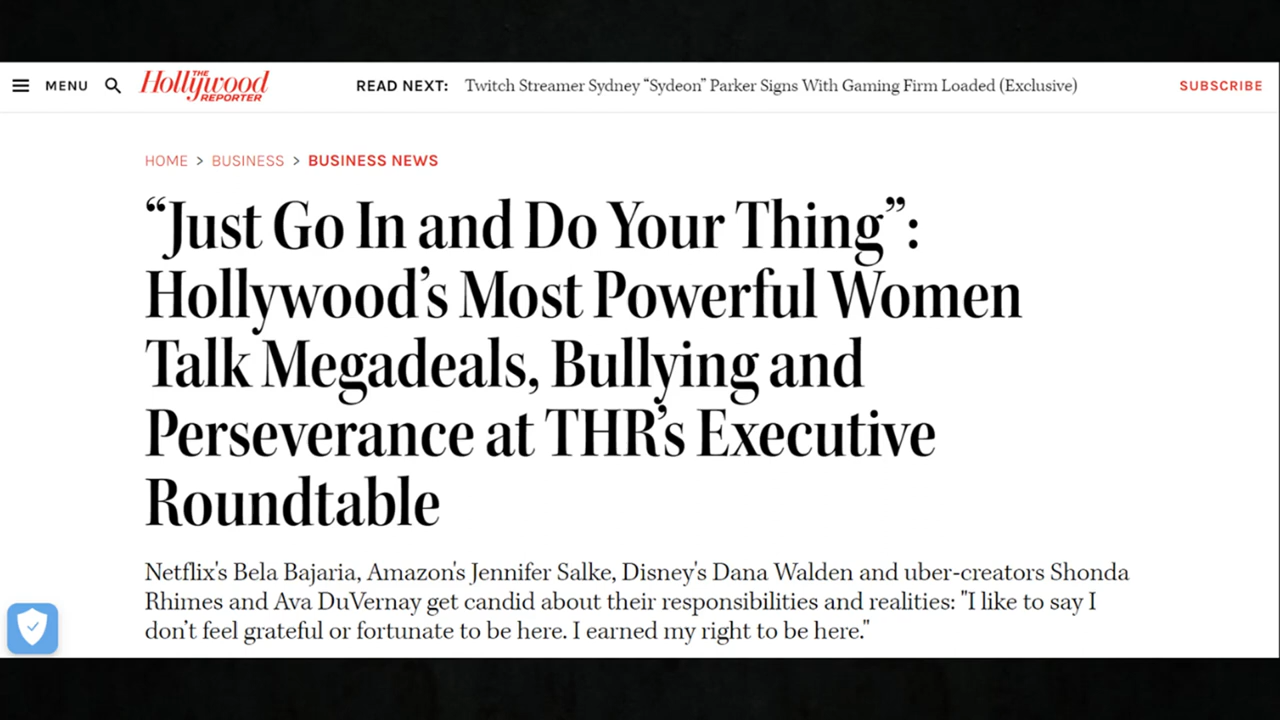 MENU
THE
Hollywood
REPORTER
READ NEXT: Twitch Streamer Sydney “Sydeon” Parker Signs With Gaming Firm Loaded (Exclusive)
SUBSCRIBE
HOME > BUSINESS > BUSINESS NEWS
“Just Go In and Do Your Thing”:
Hollywood’s Most Powerful Women
Talk Megadeals, Bullying and
Perseverance at THR’s Executive
Roundtable
Netflix's Bela Bajaria, Amazon's Jennifer Salke, Disney's Dana Walden and uber-creators Shonda
Rhimes and Ava DuVernay get candid about their responsibilities and realities: "I like to say I
don’t feel grateful or fortunate to be here. I earned my right to be here."